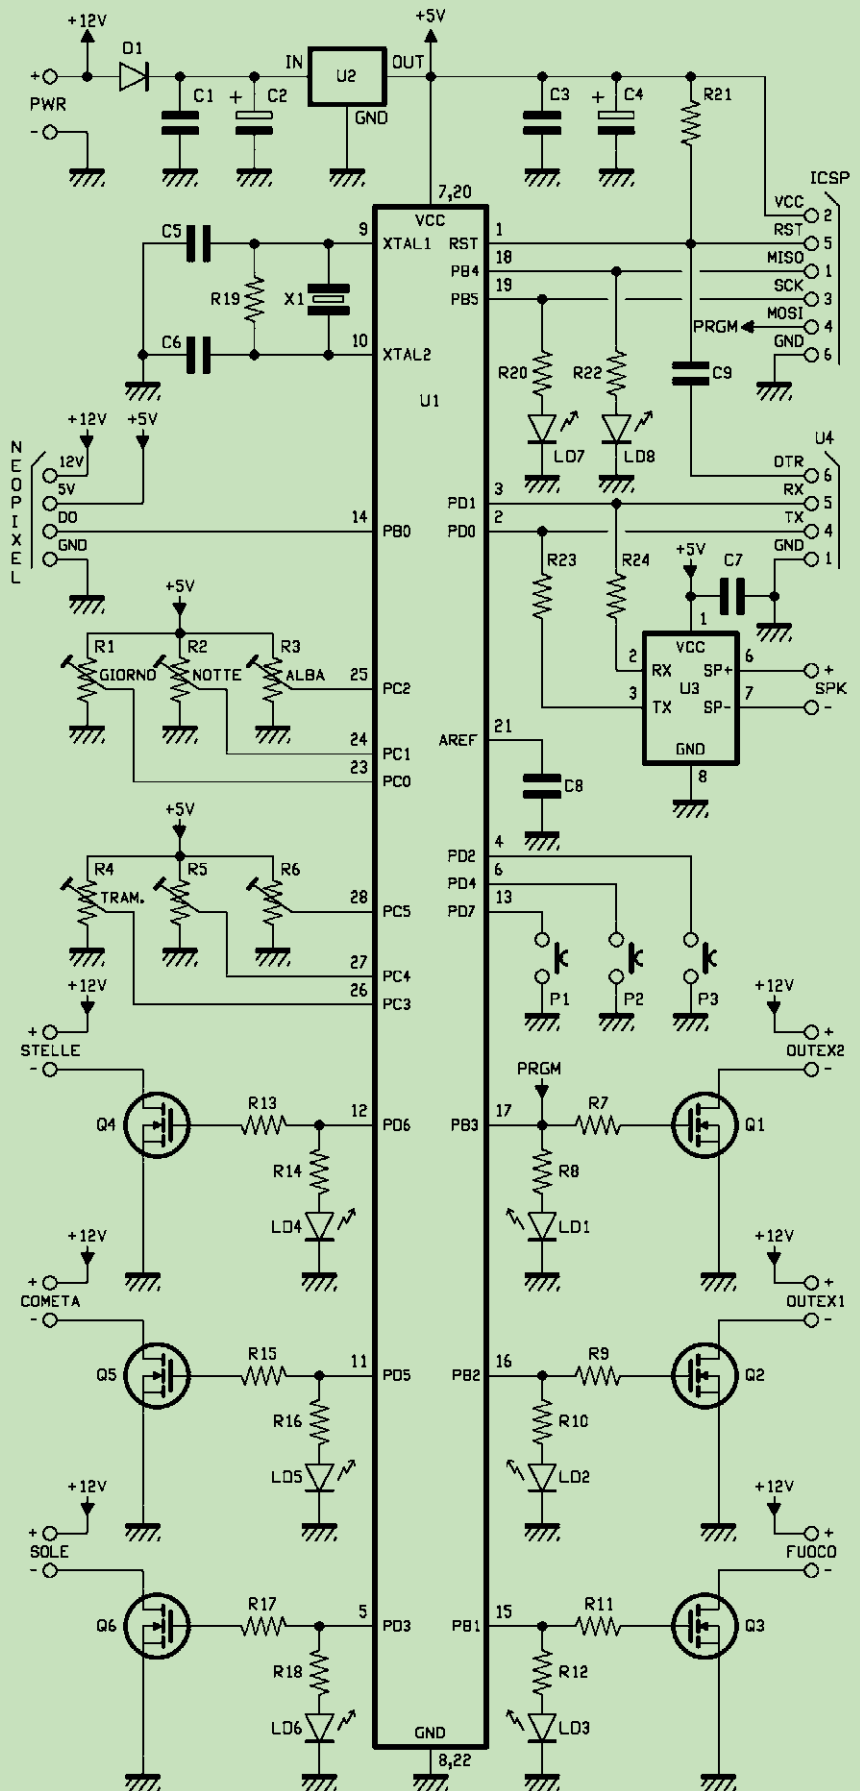 +12V
+5V
D1
IN
U2
OUT
+
PWR
-
C1
+
C2
GND
C3
+
C4
R21
7,20
ICSP
VCC
VCC
2
C5
9
XTAL1
RST
1
RST
5
PB4
18
MISO
1
R19
X1
PB5
19
SCK
3
PRGM
MOSI
4
C6
10
XTAL2
GND
6
R20
R22
C9
U1
+12V
+5V
NEOPIXEL
12V
5V
DO
GND
LD7
LD8
U4
DTR
6
PD1
3
RX
5
14
PB0
PD0
2
TX
4
R23
R24
+5V
C7
GND
1
+5V
1
R1
GIORNO
R2
NOTTE
R3
ALBA
25
PC2
VCC
2
RX
SP+
6
+
U3
SPK
3
TX
SP-
7
-
GND
8
24
PC1
23
PC0
AREF
21
C8
+5V
R4
TRAM.
R5
R6
28
PC5
27
PC4
26
PC3
PD2
4
PD4
6
PD7
13
P1
P2
P3
+12V
+
STELLE
-
+12V
+
OUTEX2
-
PRGM
Q4
R13
12
PD6
PB3
17
R7
Q1
R14
R8
LD4
LD1
+12V
+
COMETA
-
+12V
+
OUTEX1
-
Q5
R15
11
PD5
PB2
16
R9
Q2
R16
R10
LD5
LD2
+12V
+
SOLE
-
+12V
+
FUOCO
-
Q6
R17
5
PD3
PB1
15
R11
Q3
R18
R12
LD6
LD3
GND
8,22